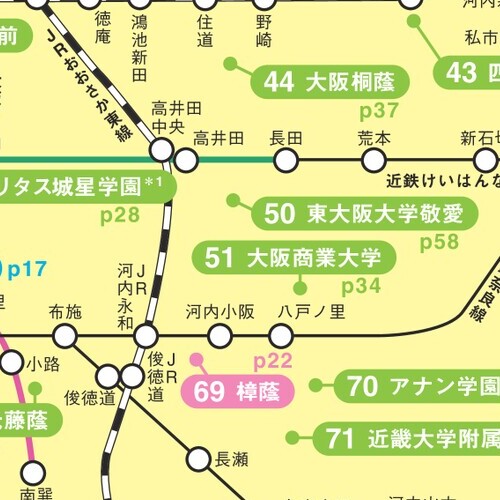 徳庵
鴻池新田
住道
野崎
私市
前
JRおおさか東線
44 大阪桐蔭
p37
43 四
高井田中央
高井田
長田
荒本
新石切
近鉄けいはんな
リタス城星学園*1
p28
50 東大阪大学敬愛
p58
51 大阪商業大学
p34
p17
JR河内永和
奈良線
里
布施
河内小阪
八戸ノ里
小路
俊徳道
JR俊徳道
p22
69 樟蔭
70 アナン学園
藤蔭
71 近畿大学附属
長瀬
南巽